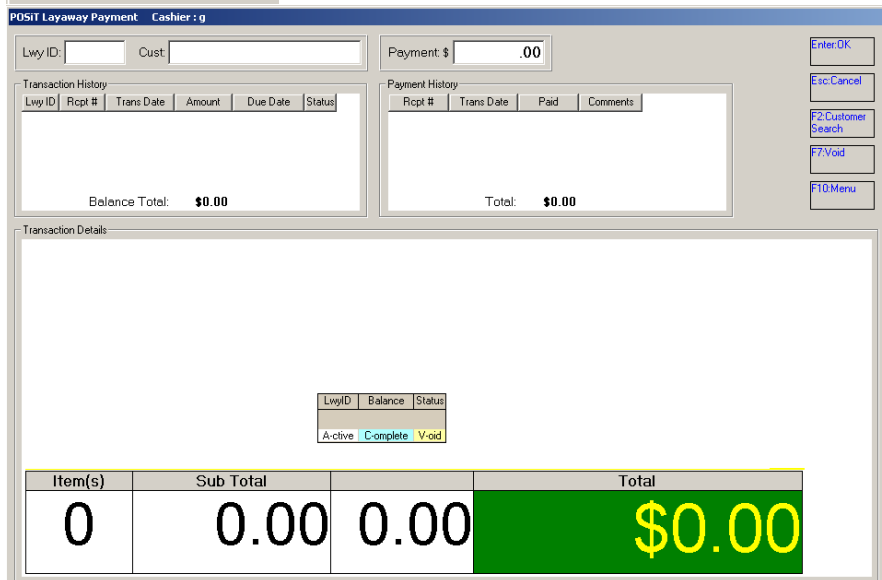 POSiT Layaway Payment Cashier : g
Lwy ID: Cust: Payment: $ .00
Enter:OK
Esc:Cancel
F2:Customer
Search
F7:Void
F10:Menu
Transaction History
Lwy ID Rcpt # Trans Date Amount Due Date Status
Balance Total: $0.00
Payment History
Rcpt # Trans Date Paid Comments
Total: $0.00
Transaction Details
LwyID Balance Status
A-ctive C-omplete V-oid
Item(s) Sub Total Total
0 0.00 0.00 $0.00